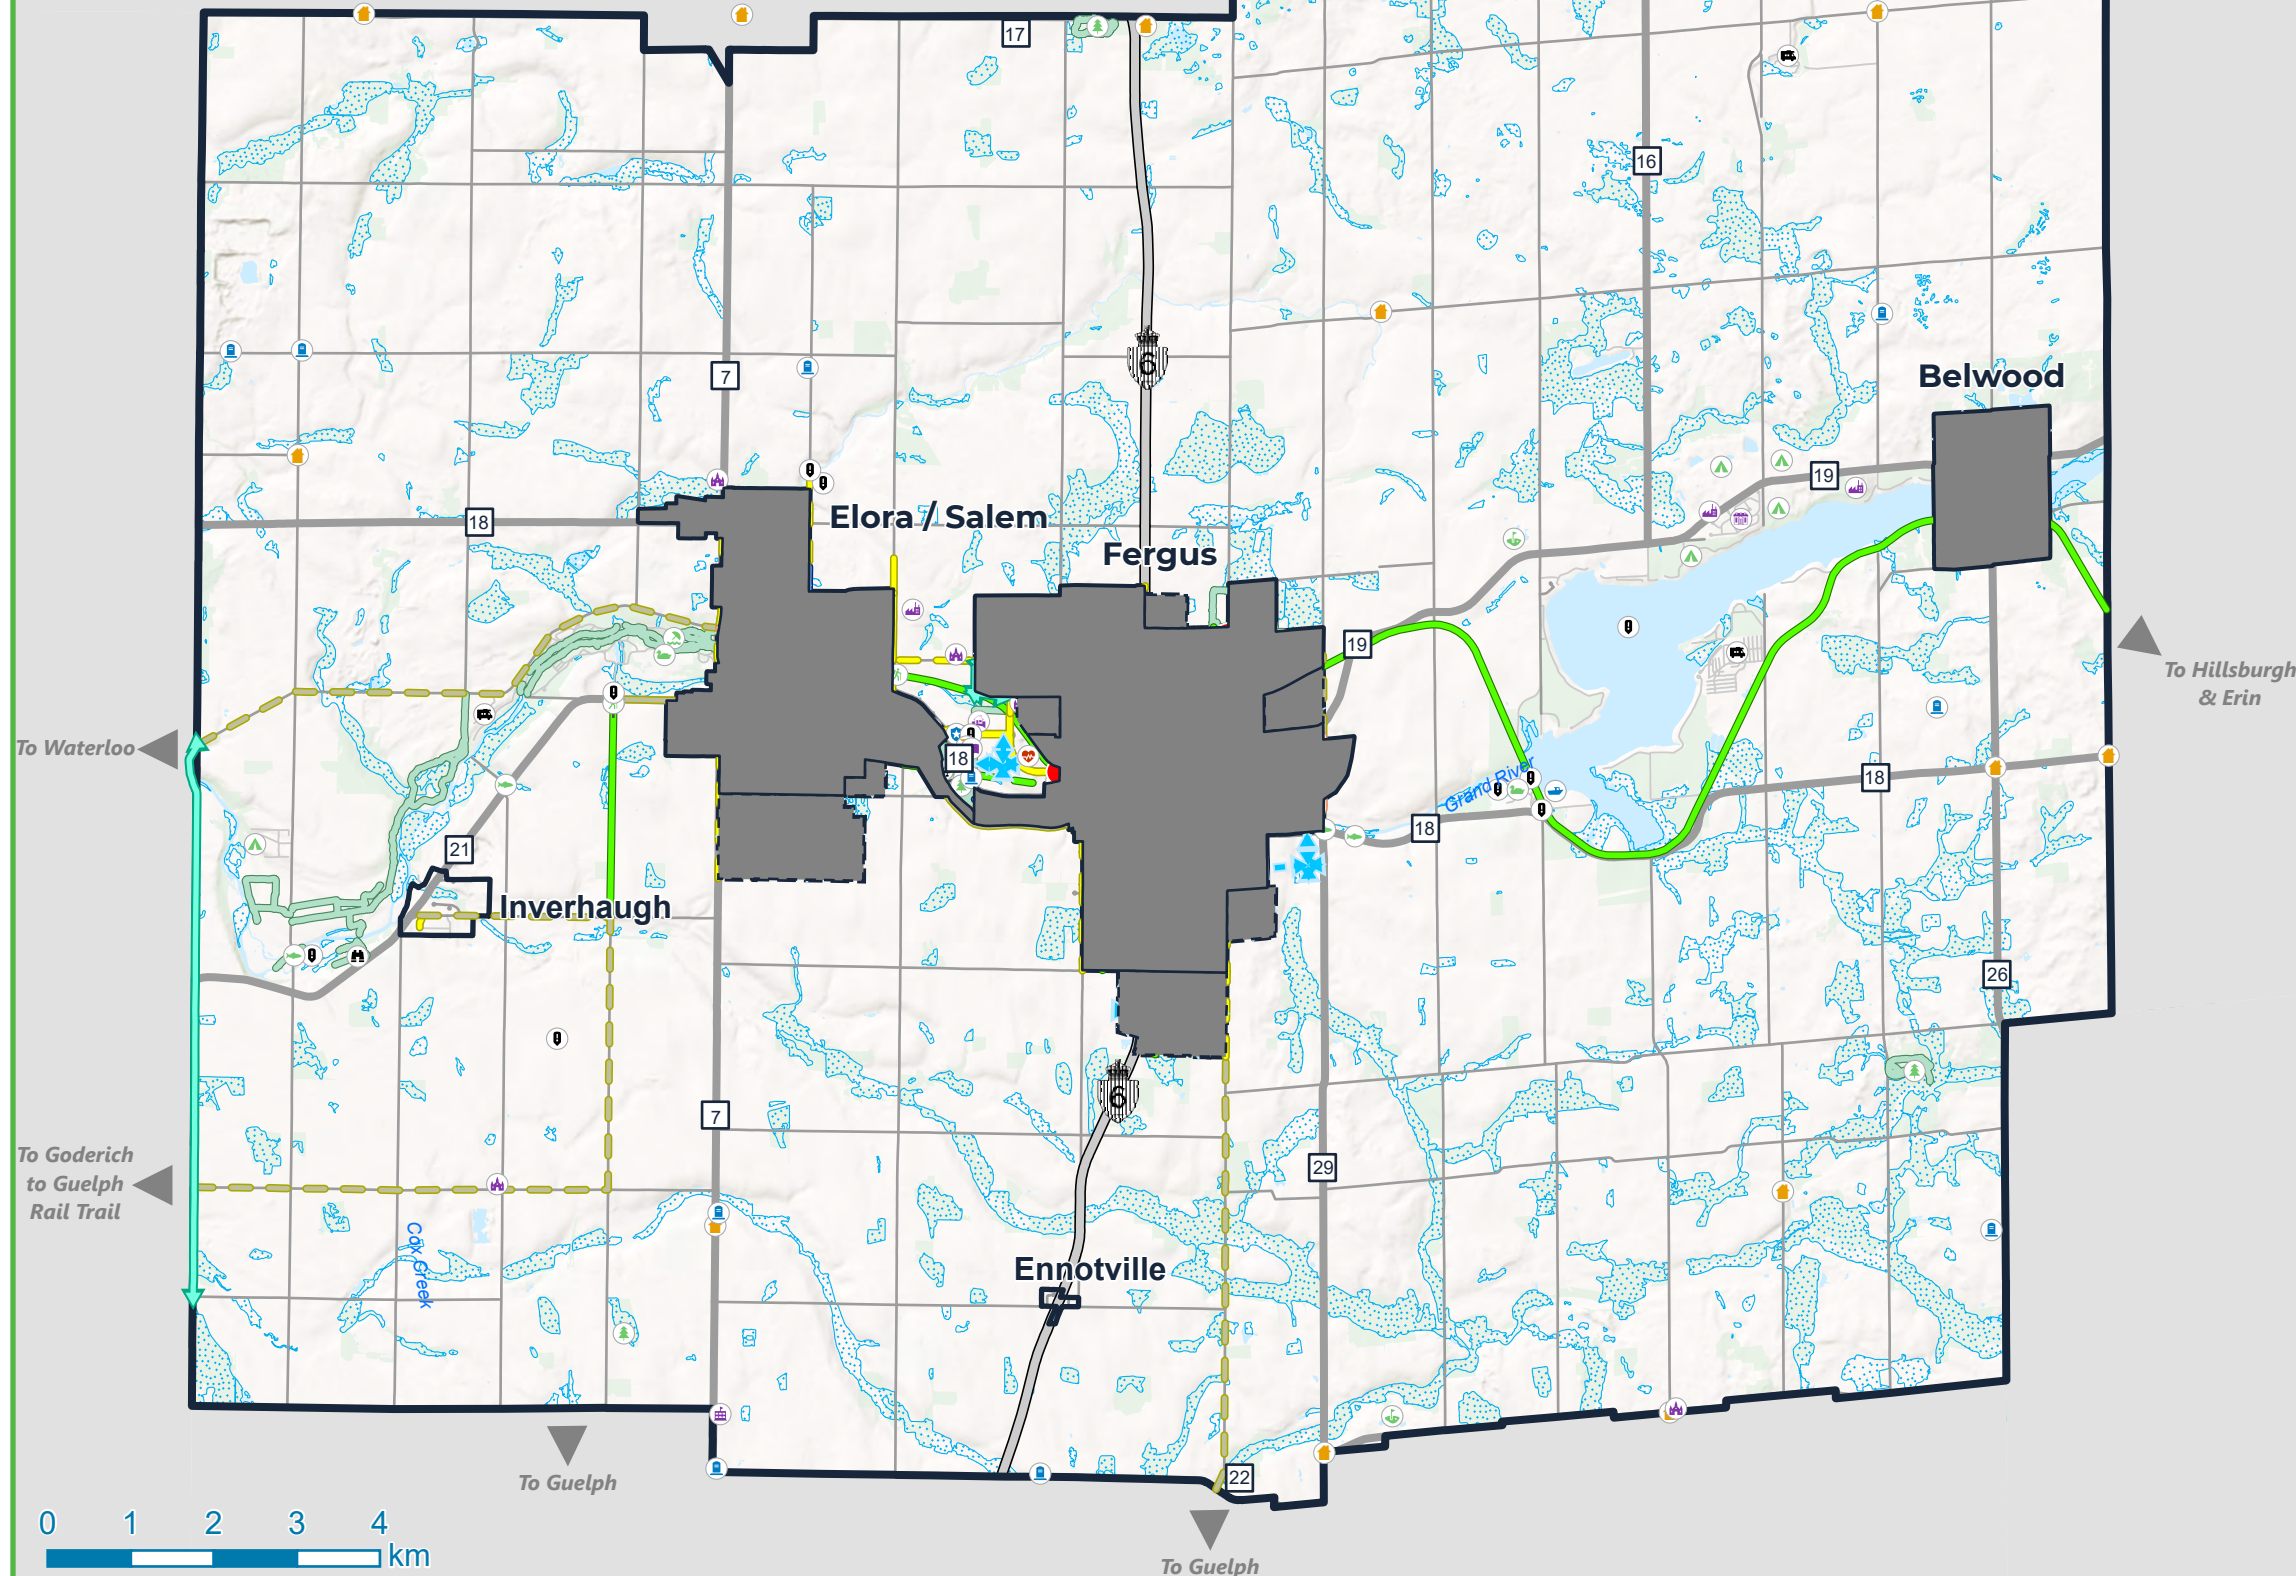 17
16
6
7
Belwood
19
Elora / Salem
18
Fergus
19
To Hillsburgh
& Erin
To Waterloo
18
18
Grand River
18
21
Inverhaugh
26
6
7
To Goderich
to Guelph
Rail Trail
29
Cox Creek
Ennotville
22
To Guelph
To Guelph
0 1 2 3 4
km